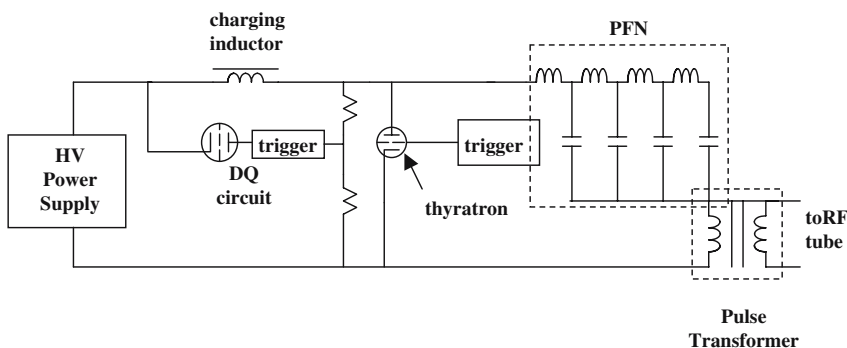 charging
inductor
PFN
HV
Power
Supply
trigger
DQ
circuit
trigger
thyratron
toRF
tube
Pulse
Transformer